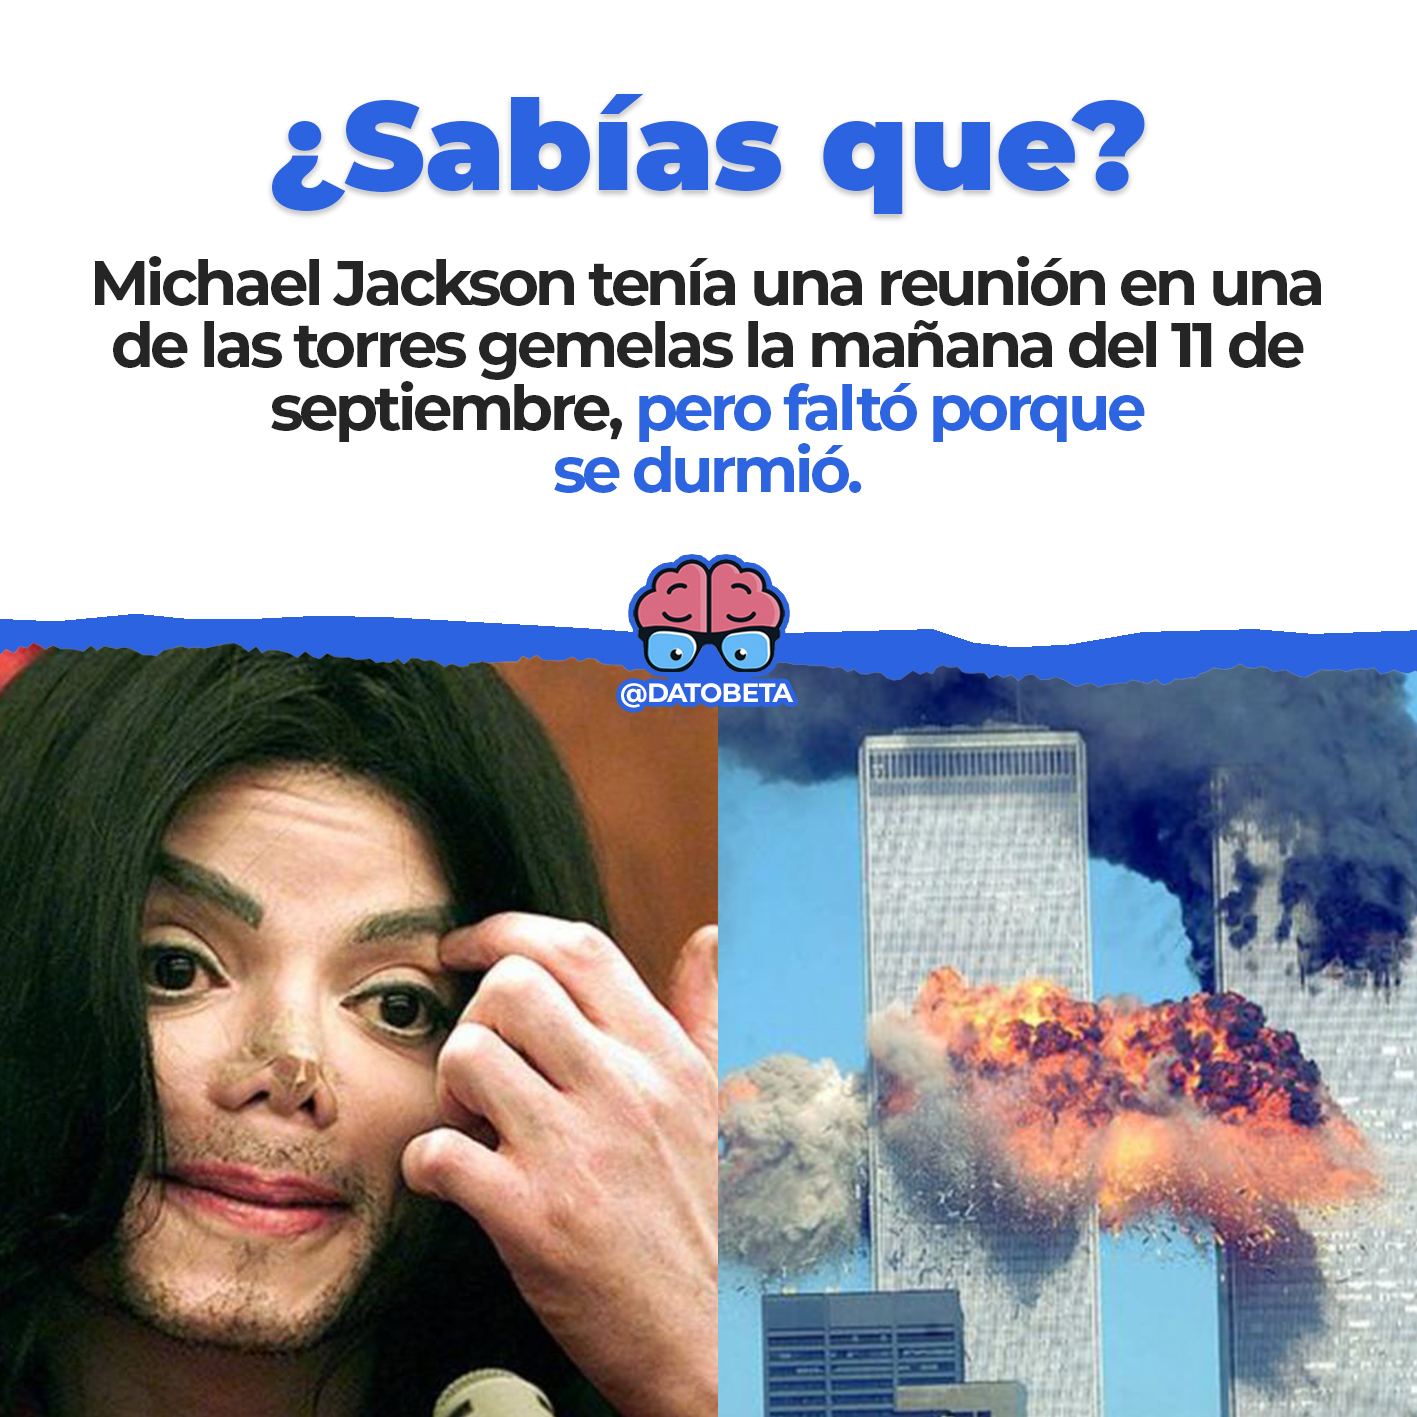 ¿Sabías que?
Michael Jackson tenía una reunión en una
de las torres gemelas la mañana del 11 de
septiembre, pero faltó porque
se durmió.
@DATOBETA